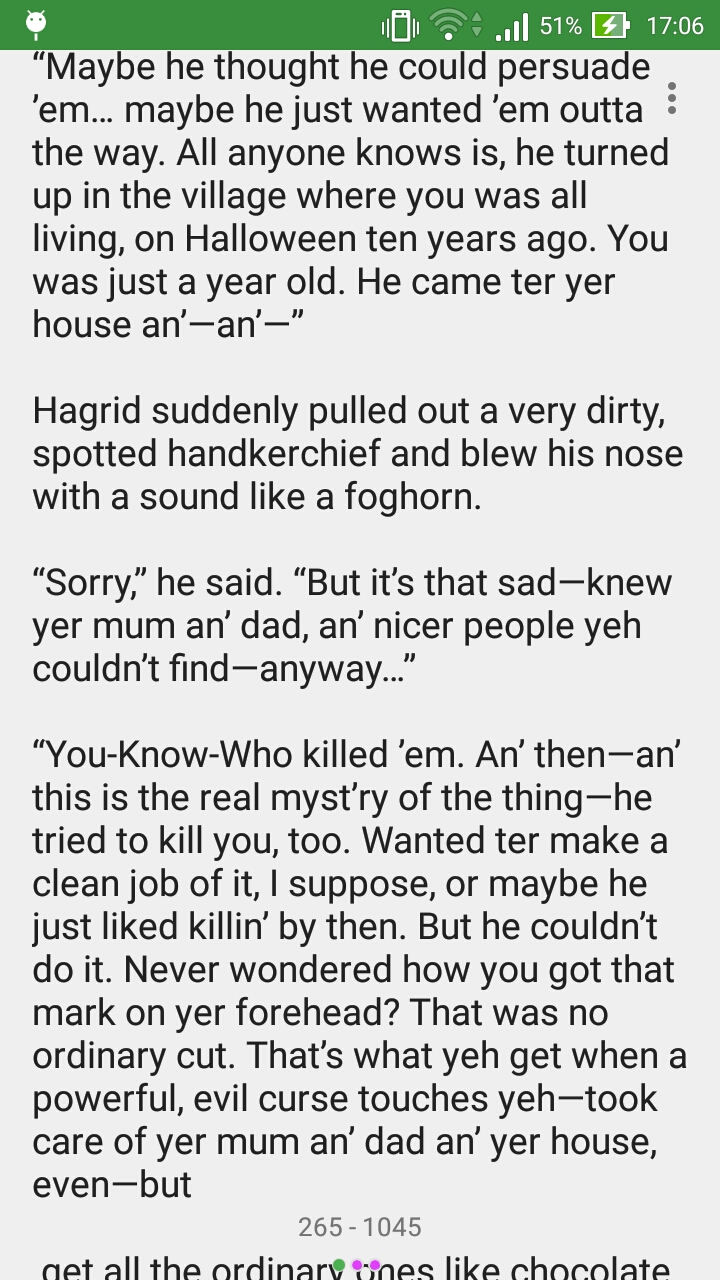 51% 17:06
“Maybe he thought he could persuade
’em… maybe he just wanted ’em outta
the way. All anyone knows is, he turned
up in the village where you was all
living, on Halloween ten years ago. You
was just a year old. He came ter yer
house an’—an’—”
Hagrid suddenly pulled out a very dirty,
spotted handkerchief and blew his nose
with a sound like a foghorn.
“Sorry,” he said. “But it’s that sad—knew
yer mum an’ dad, an’ nicer people yeh
couldn’t find—anyway…”
“You-Know-Who killed ’em. An’ then—an’
this is the real myst’ry of the thing—he
tried to kill you, too. Wanted ter make a
clean job of it, I suppose, or maybe he
just liked killin’ by then. But he couldn’t
do it. Never wondered how you got that
mark on yer forehead? That was no
ordinary cut. That’s what yeh get when a
powerful, evil curse touches yeh—took
care of yer mum an’ dad an’ yer house,
even—but
265 - 1045
get all the ordinary ones like chocolate